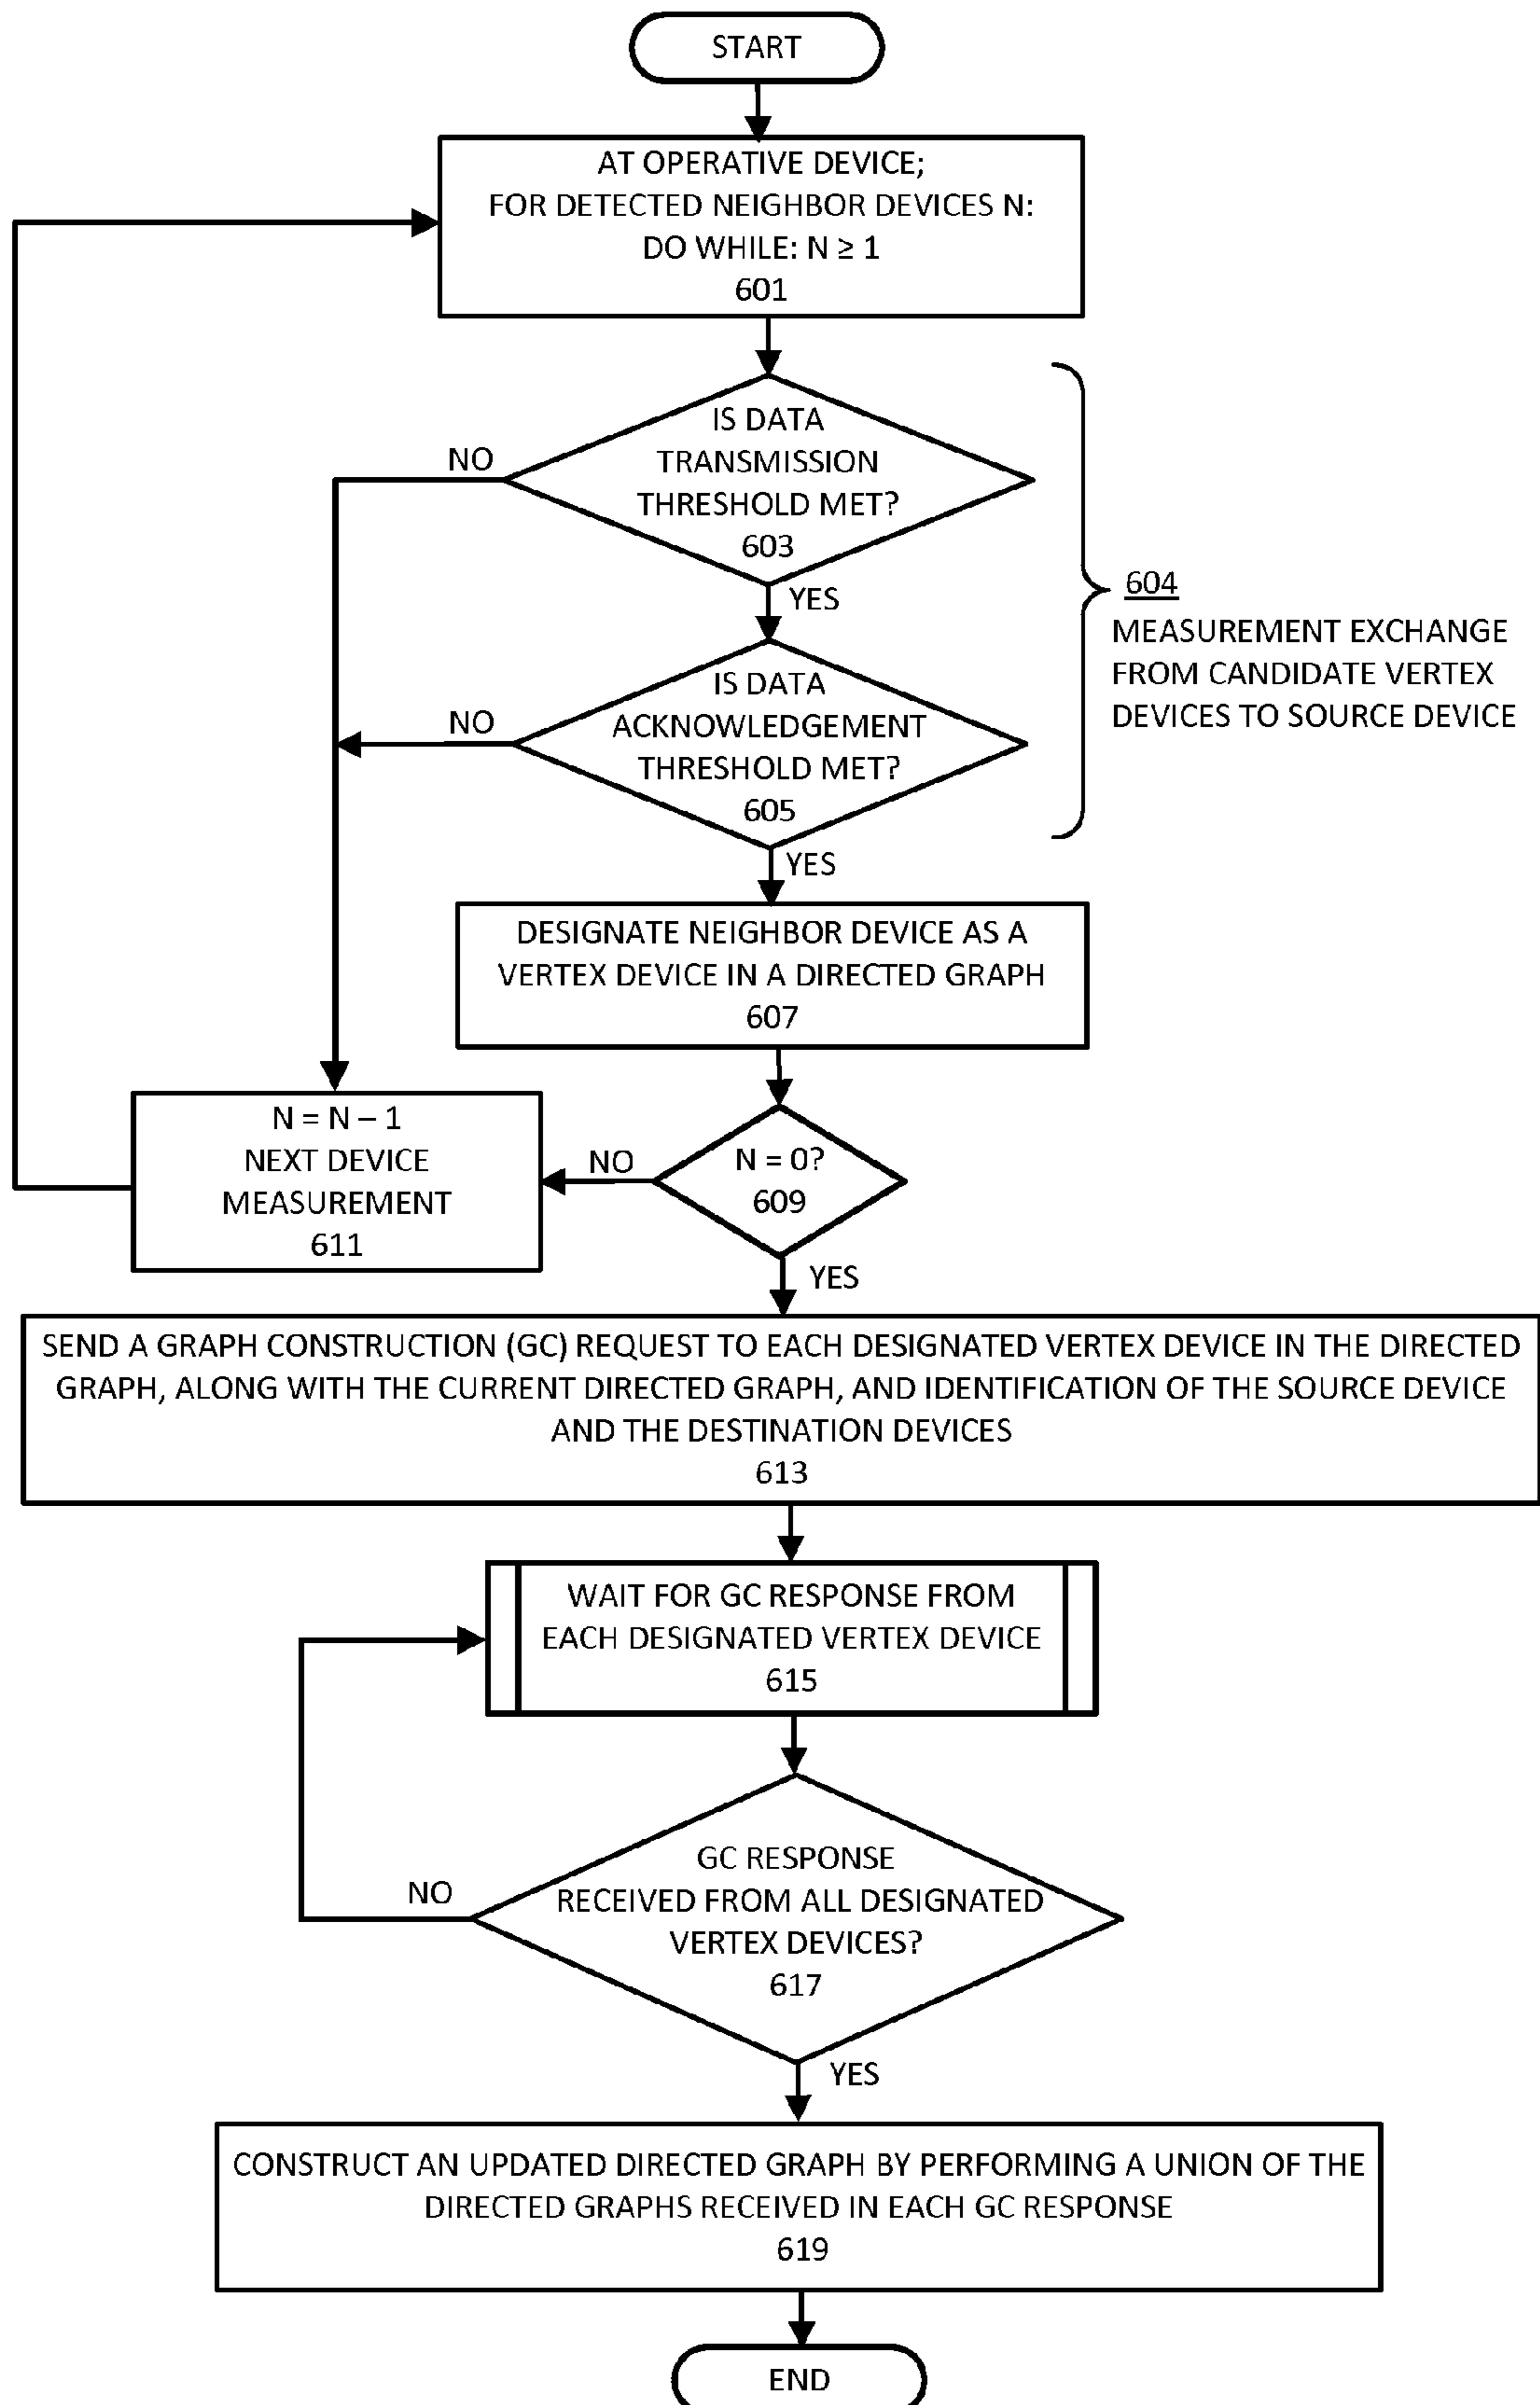 START
AT OPERATIVE DEVICE;
FOR DETECTED NEIGHBOR DEVICES N:
DO WHILE: N ≥ 1
601
IS DATA
TRANSMISSION
THRESHOLD MET?
603
NO
YES
604
MEASUREMENT EXCHANGE
FROM CANDIDATE VERTEX
DEVICES TO SOURCE DEVICE
IS DATA
ACKNOWLEDGEMENT
THRESHOLD MET?
605
NO
YES
DESIGNATE NEIGHBOR DEVICE AS A
VERTEX DEVICE IN A DIRECTED GRAPH
607
N = N – 1
NEXT DEVICE
MEASUREMENT
611
NO
N = 0?
609
YES
SEND A GRAPH CONSTRUCTION (GC) REQUEST TO EACH DESIGNATED VERTEX DEVICE IN THE DIRECTED
GRAPH, ALONG WITH THE CURRENT DIRECTED GRAPH, AND IDENTIFICATION OF THE SOURCE DEVICE
AND THE DESTINATION DEVICES
613
WAIT FOR GC RESPONSE FROM
EACH DESIGNATED VERTEX DEVICE
615
NO
GC RESPONSE
RECEIVED FROM ALL DESIGNATED
VERTEX DEVICES?
617
YES
CONSTRUCT AN UPDATED DIRECTED GRAPH BY PERFORMING A UNION OF THE
DIRECTED GRAPHS RECEIVED IN EACH GC RESPONSE
619
END